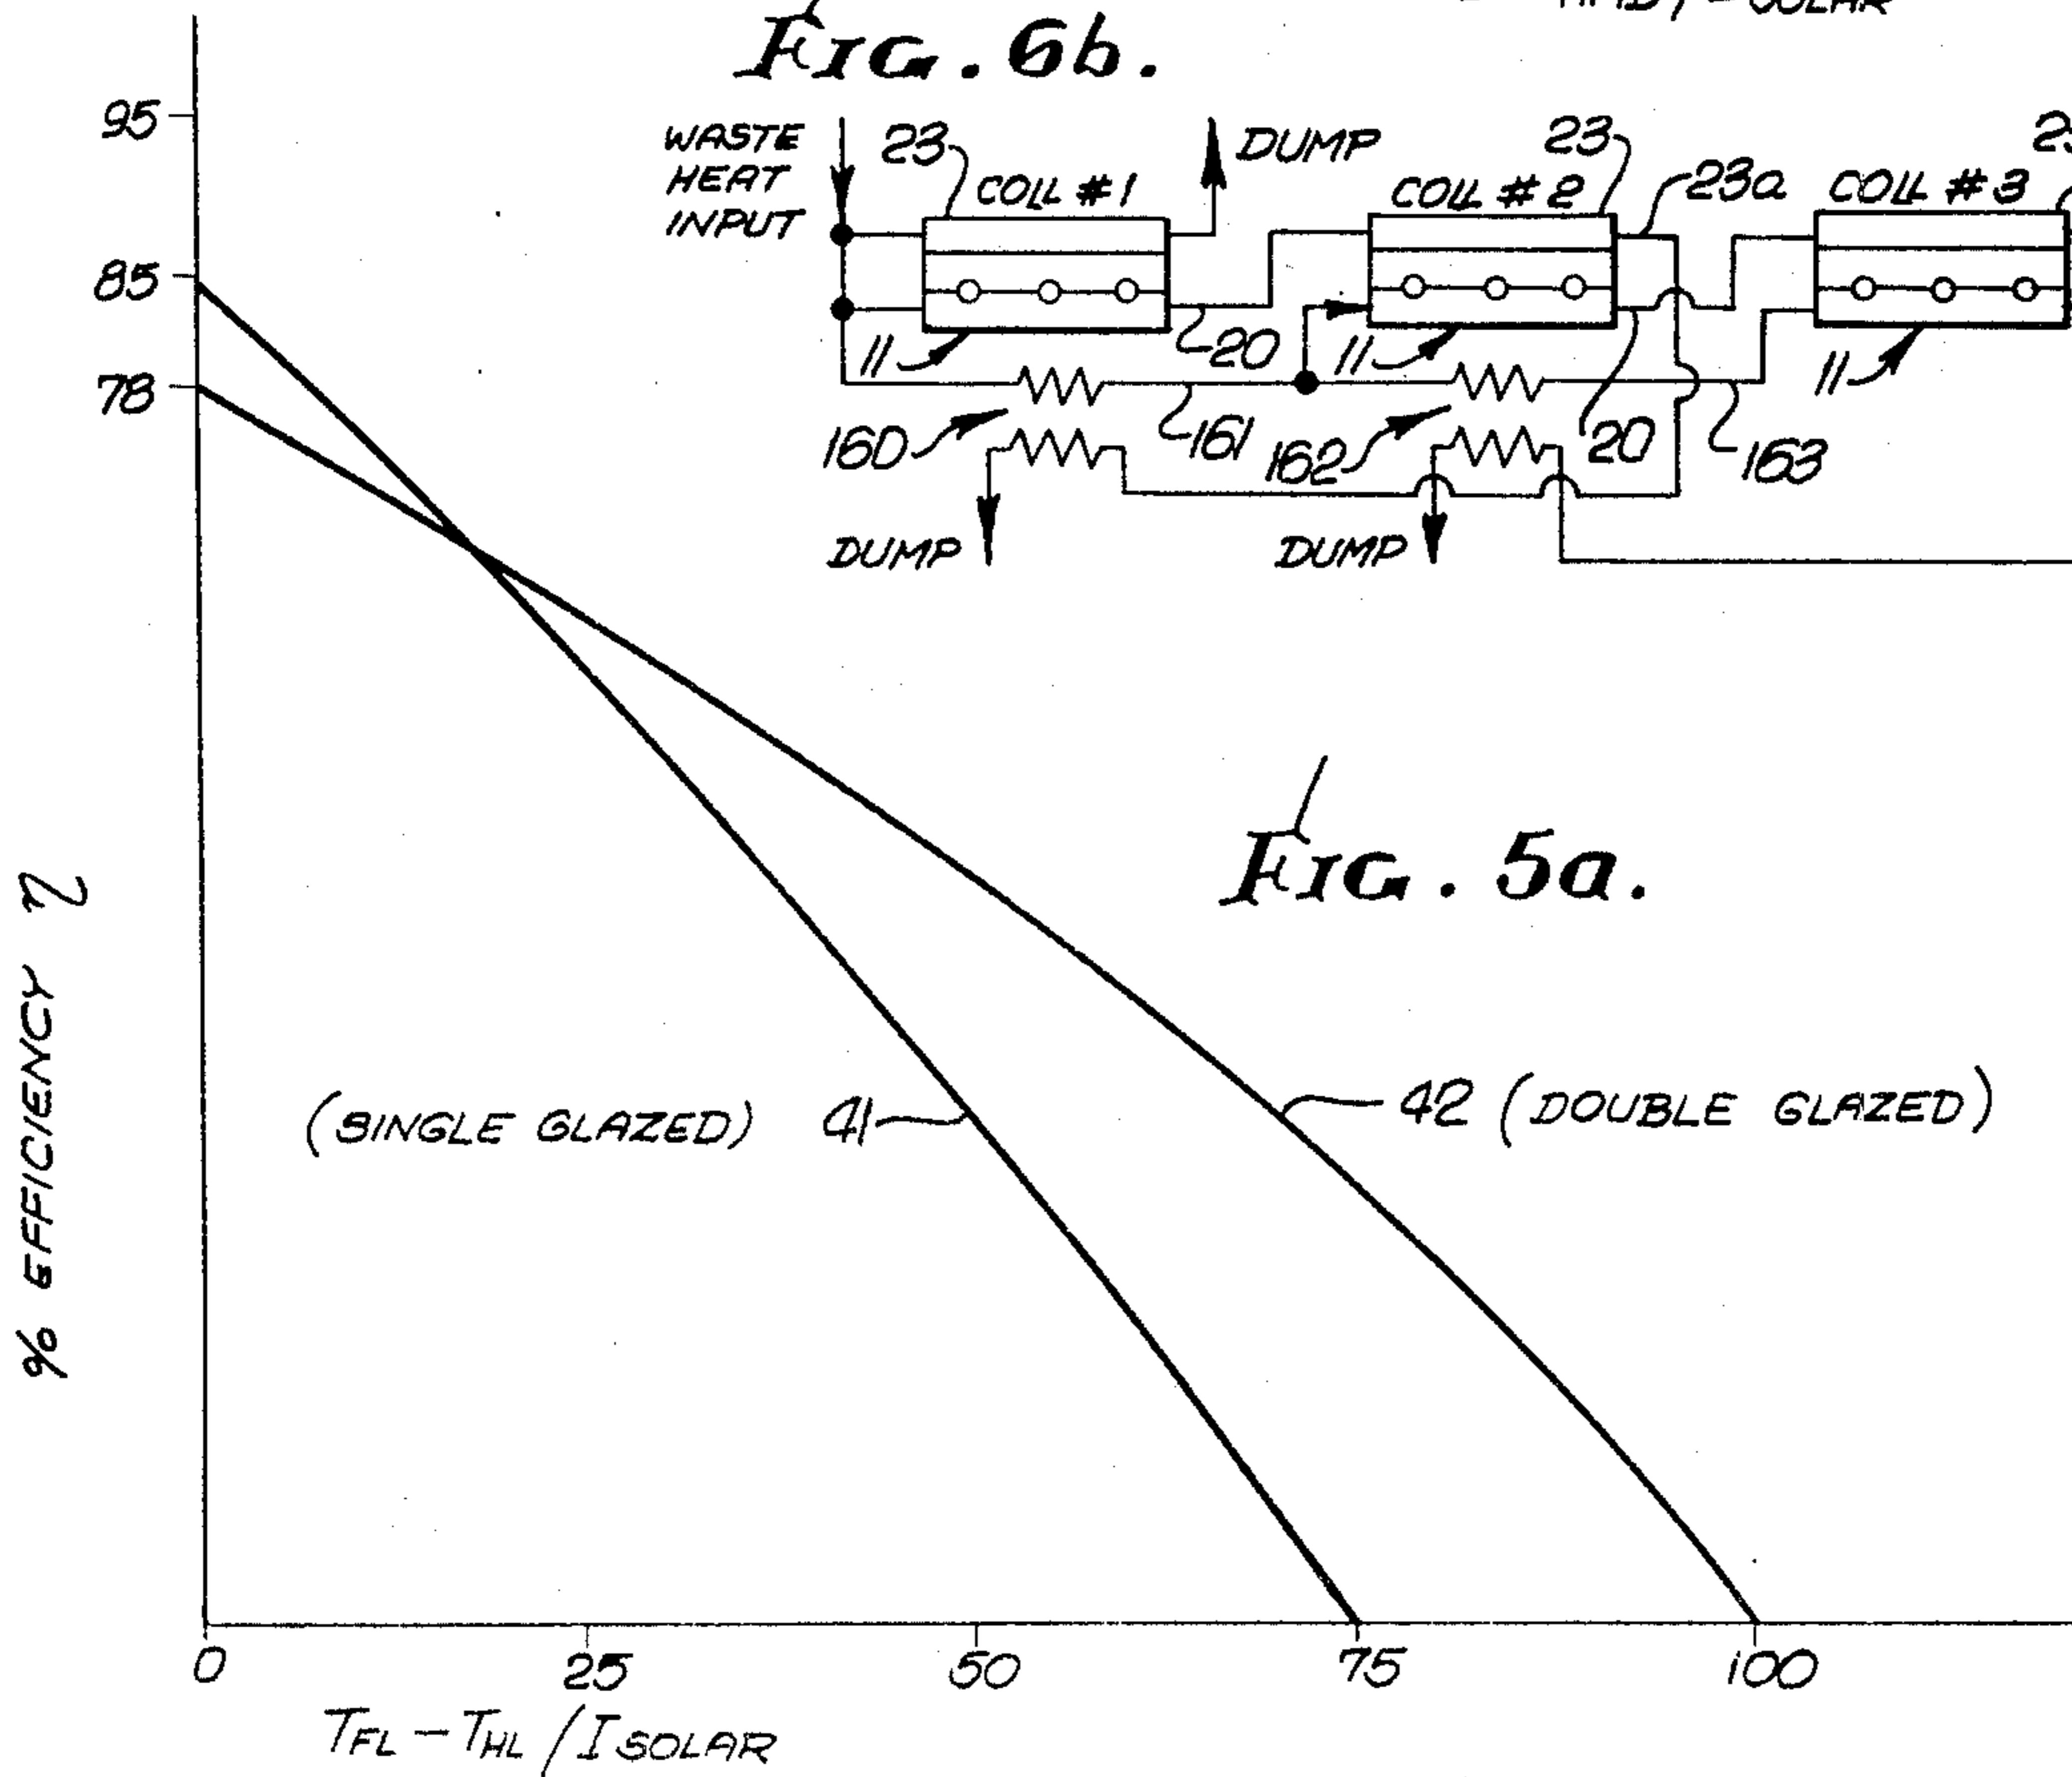 FIG. 6b.
95
WASTE
HEAT
INPUT
23
DUMP
23
COLL #1
COLL #2
23a
COLL #3
85
78
11
20
11
11
160
161
162
20
163
DUMP
DUMP
FIG. 5a.
% EFFICIENCY η
(SINGLE GLAZED) 41
42 (DOUBLE GLAZED)
0
25
50
75
100
TFL - THL / I SOLAR